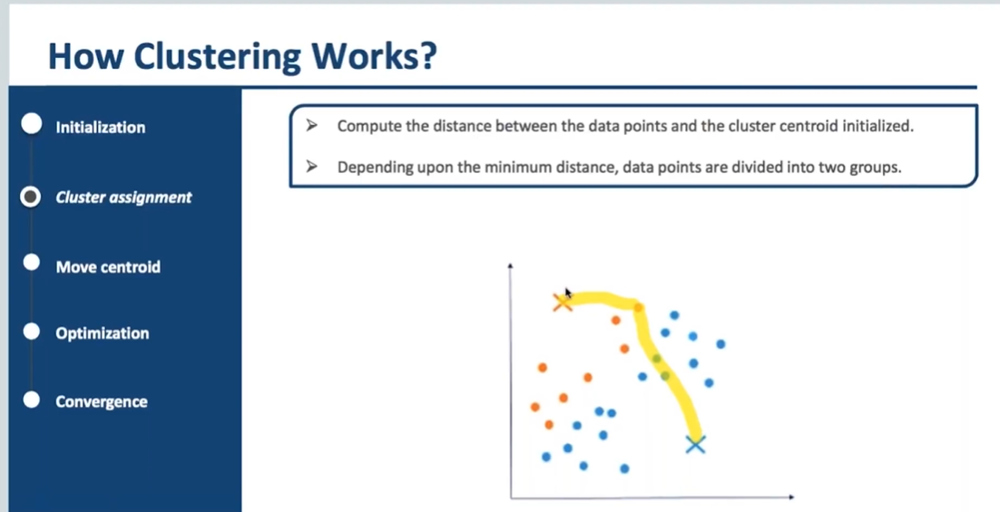 How Clustering Works?
Initialization
Cluster assignment
Move centroid
Optimization
Convergence
➢ Compute the distance between the data points and the cluster centroid initialized.
➢ Depending upon the minimum distance, data points are divided into two groups.